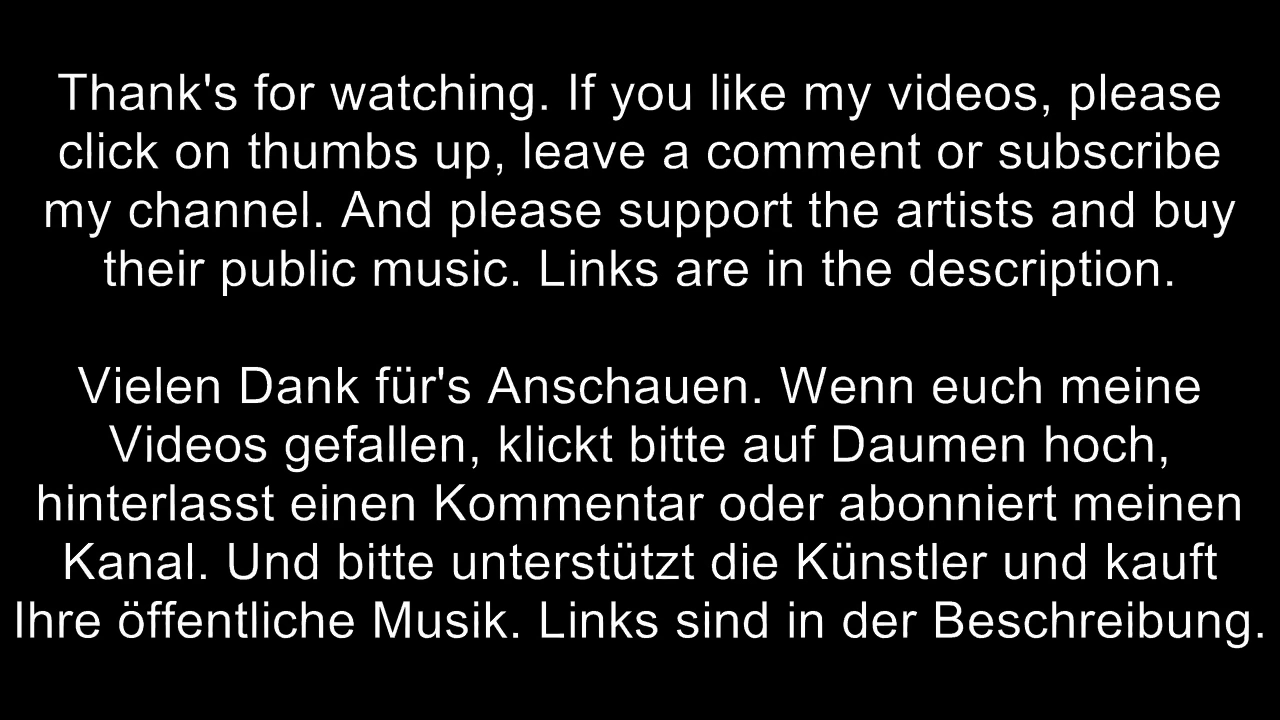 Thank's for watching. If you like my videos, please
click on thumbs up, leave a comment or subscribe
my channel. And please support the artists and buy
their public music. Links are in the description.
Vielen Dank für's Anschauen. Wenn euch meine
Videos gefallen, klickt bitte auf Daumen hoch,
hinterlasst einen Kommentar oder abonniert meinen
Kanal. Und bitte unterstützt die Künstler und kauft
Ihre öffentliche Musik. Links sind in der Beschreibung.